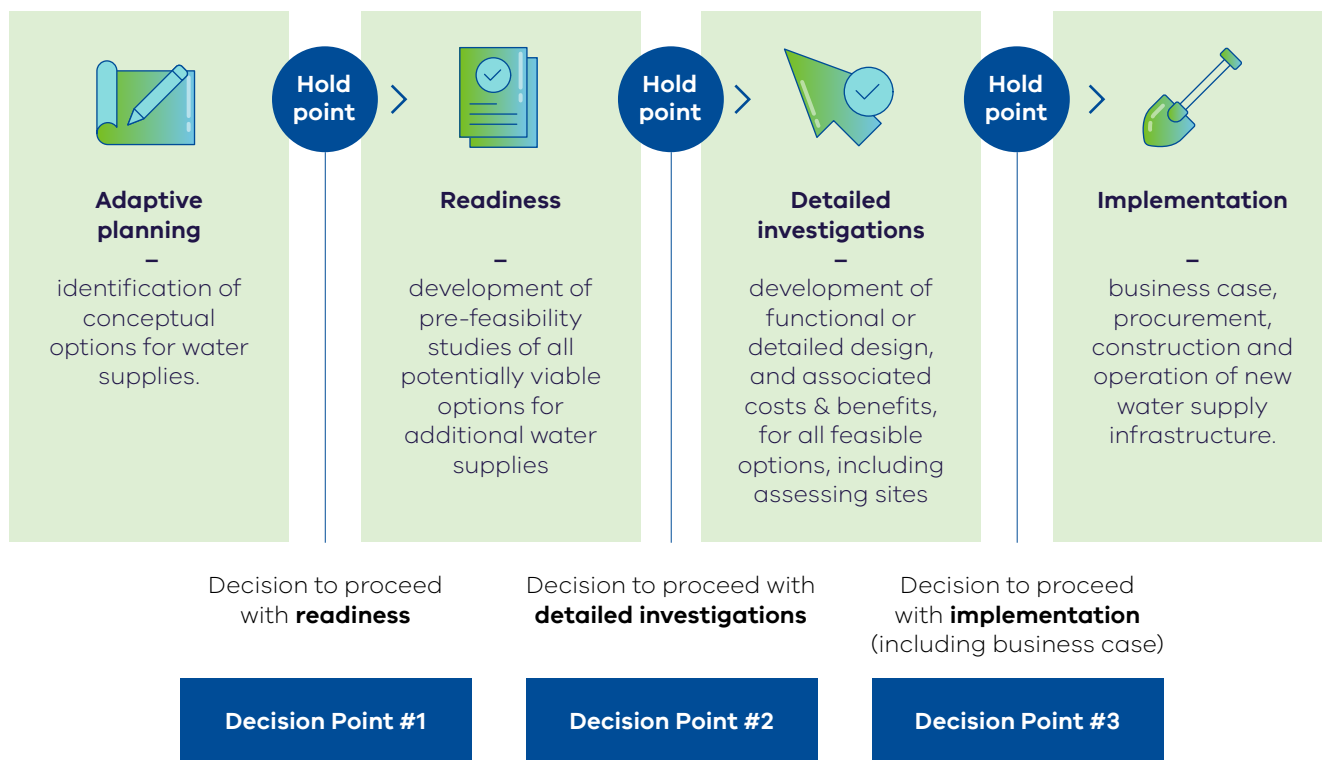 Hold
point
Hold
point
Hold
point
Adaptive
planning
–
identification of
conceptual
options for water
supplies.
Readiness
–
development of
pre-feasibility
studies of all
potentially viable
options for
additional water
supplies
Detailed
investigations
–
development of
functional or
detailed design,
and associated
costs & benefits,
for all feasible
options, including
assessing sites
Implementation
–
business case,
procurement,
construction and
operation of new
water supply
infrastructure.
Decision to proceed
with readiness
Decision to proceed with
detailed investigations
Decision to proceed
with implementation
(including business case)
Decision Point #1
Decision Point #2
Decision Point #3